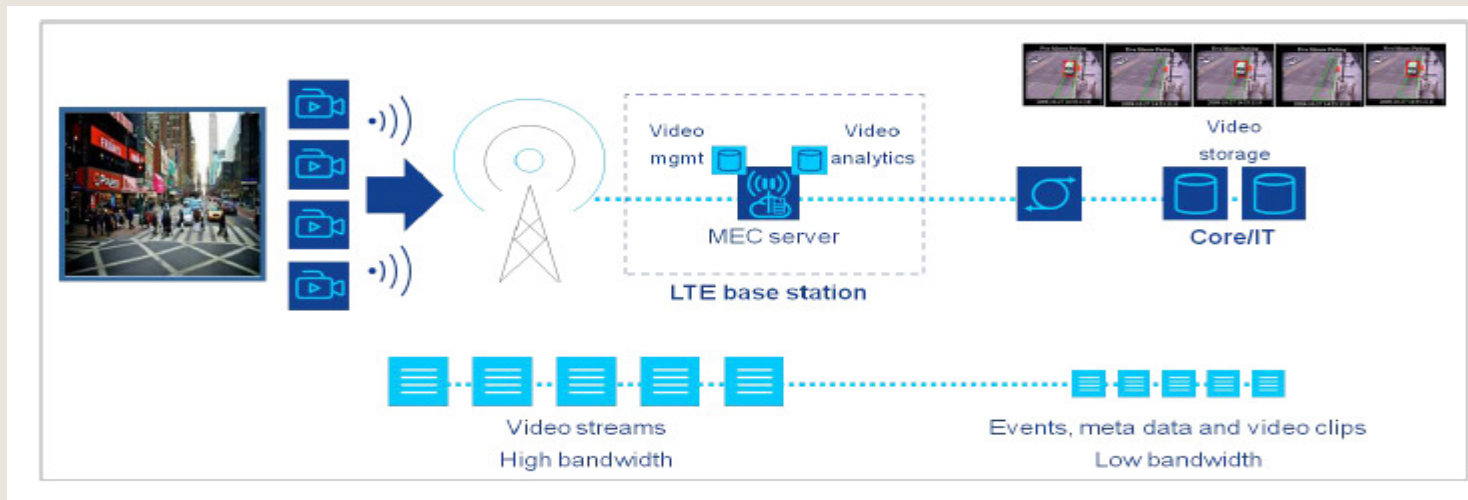 Video
mgmt
Video
analytics
MEC server
LTE base station
Video
storage
Core/IT
Video streams
High bandwidth
Events, meta data and video clips
Low bandwidth